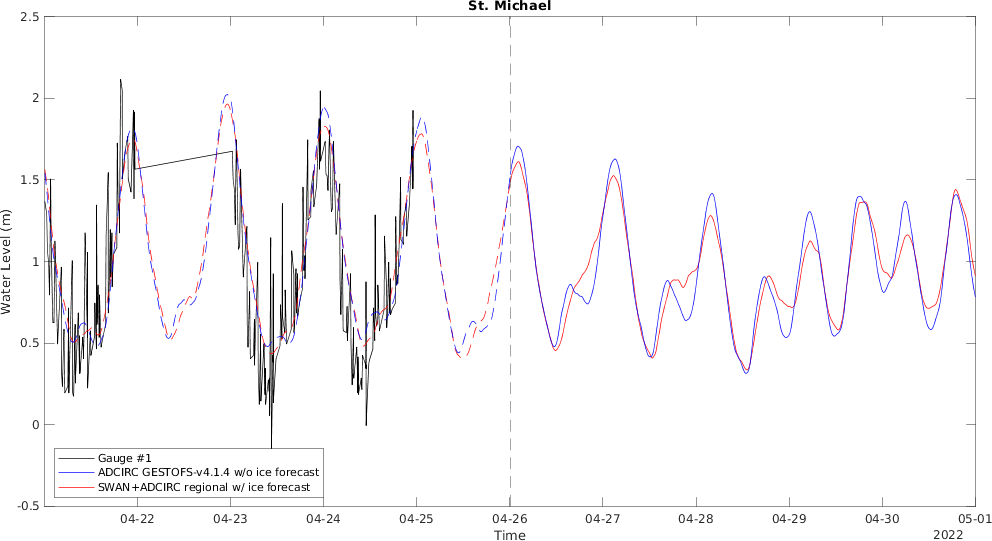 St. Michael
2.5
2
1.5
1
0.5
0
-0.5
Water Level (m)
Gauge #1
ADCIRC GESTOFS-v4.1.4 w/o ice forecast
SWAN+ADCIRC regional w/ ice forecast
04-22 04-23 04-24 04-25 04-26 04-27 04-28 04-29 04-30 05-01
Time
2022